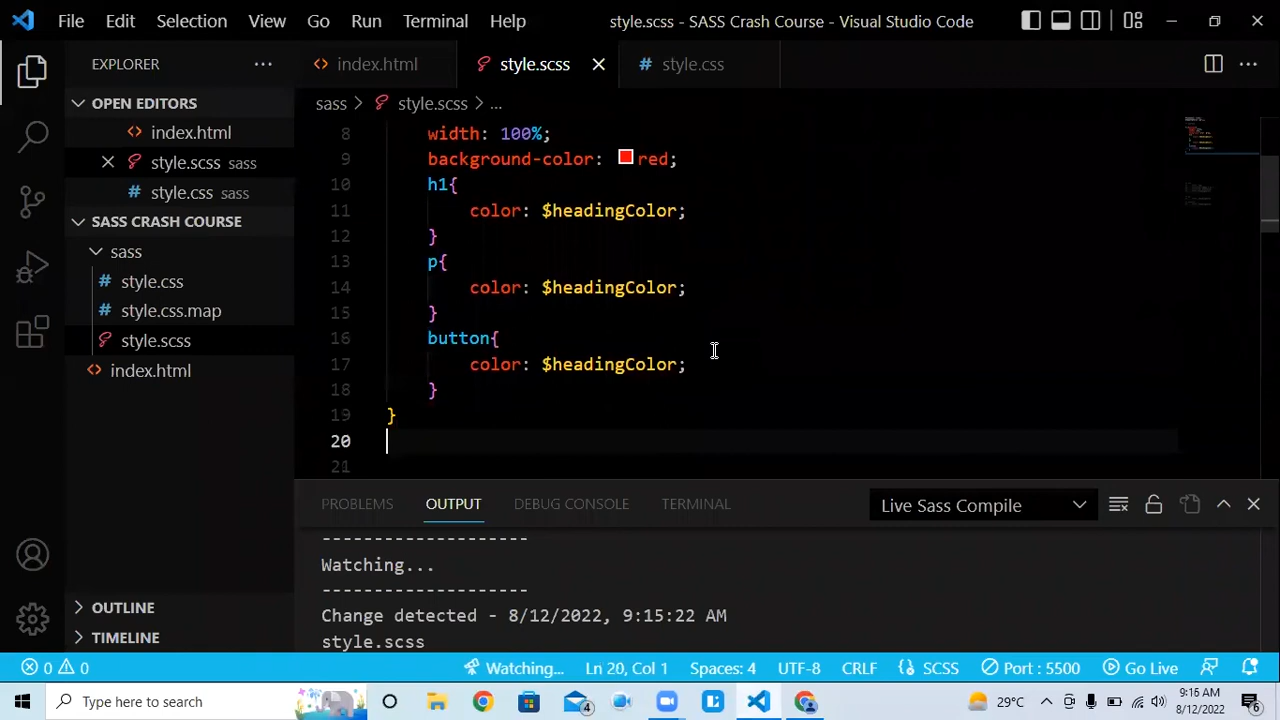 File Edit Selection View Go Run Terminal Help style.scss - SASS Crash Course - Visual Studio Code
EXPLORER
OPEN EDITORS
index.html
style.scss sass
style.css sass
SASS CRASH COURSE
sass
style.css
style.css.map
style.scss
index.html
OUTLINE
TIMELINE
index.html style.scss style.css
sass > style.scss > ...
8 width: 100%;
9 background-color: red;
10 h1{
11 color: $headingColor;
12 }
13 p{
14 color: $headingColor;
15 }
16 button{
17 color: $headingColor;
18 }
19 }
20
21
PROBLEMS OUTPUT DEBUG CONSOLE TERMINAL Live Sass Compile
--------------------
Watching...
--------------------
Change detected - 8/12/2022, 9:15:22 AM
style.scss
0 0 Watching... Ln 20, Col 1 Spaces: 4 UTF-8 CRLF SCSS Port : 5500 Go Live
Type here to search 4 29°C 9:16 AM
8/12/2022 6